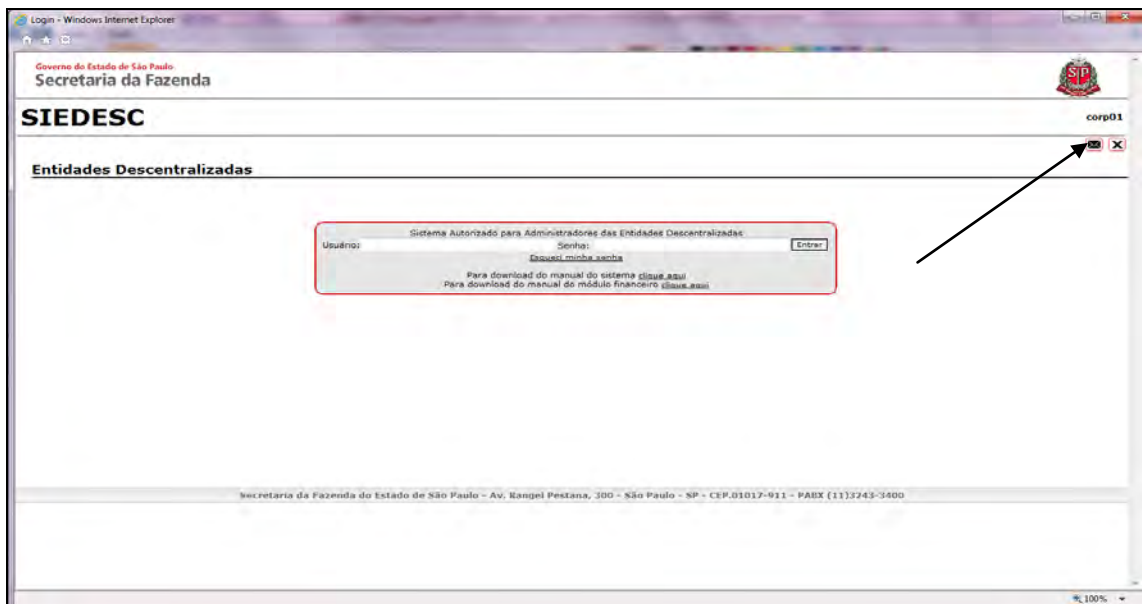 Login - Windows Internet Explorer
Governo do Estado de São Paulo
Secretaria da Fazenda
SP
SIEDESC
corp01
Entidades Descentralizadas
Sistema Autorizado para Administradores das Entidades Descentralizadas
Usuário: Senha: Entrar
Esqueci minha senha
Para download do manual do sistema clique aqui
Para download do manual do módulo financeiro clique aqui
Secretaria da Fazenda do Estado de São Paulo - Av. Rangel Pestana, 300 - São Paulo - SP - CEP.01017-911 - PABX (11)3243-3400
100%